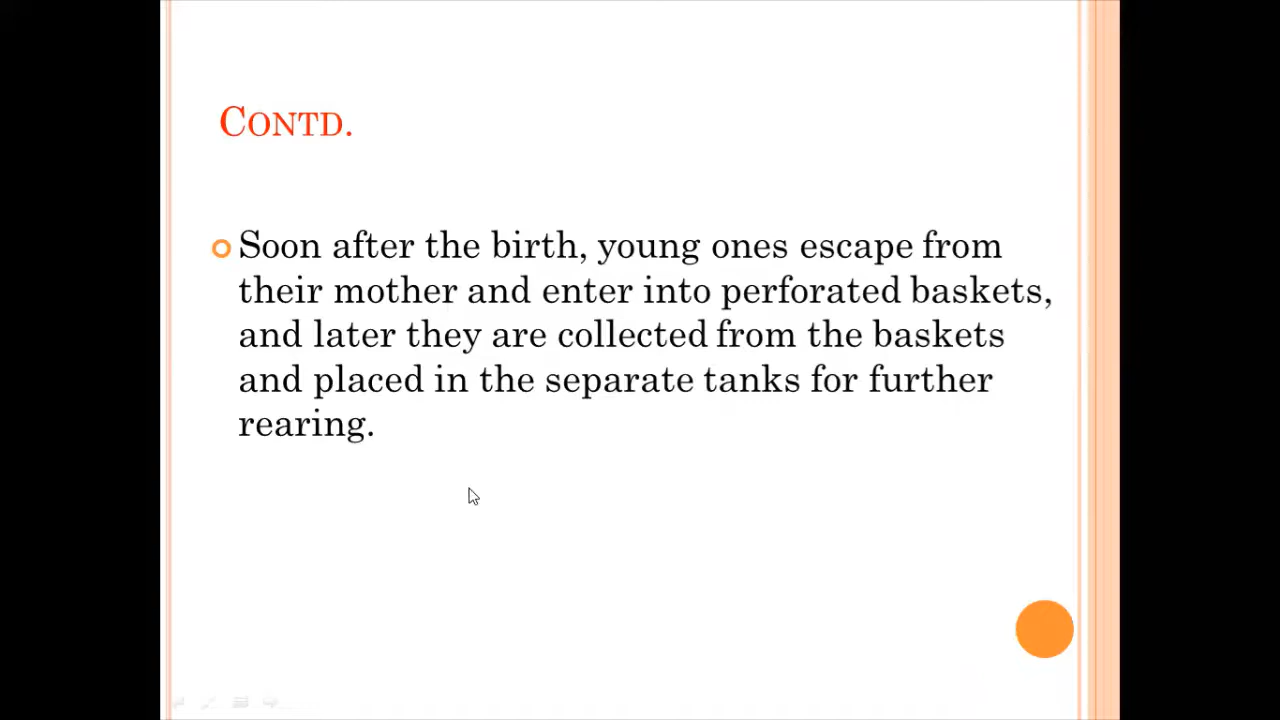 CONTD.
Soon after the birth, young ones escape from
their mother and enter into perforated baskets,
and later they are collected from the baskets
and placed in the separate tanks for further
rearing.